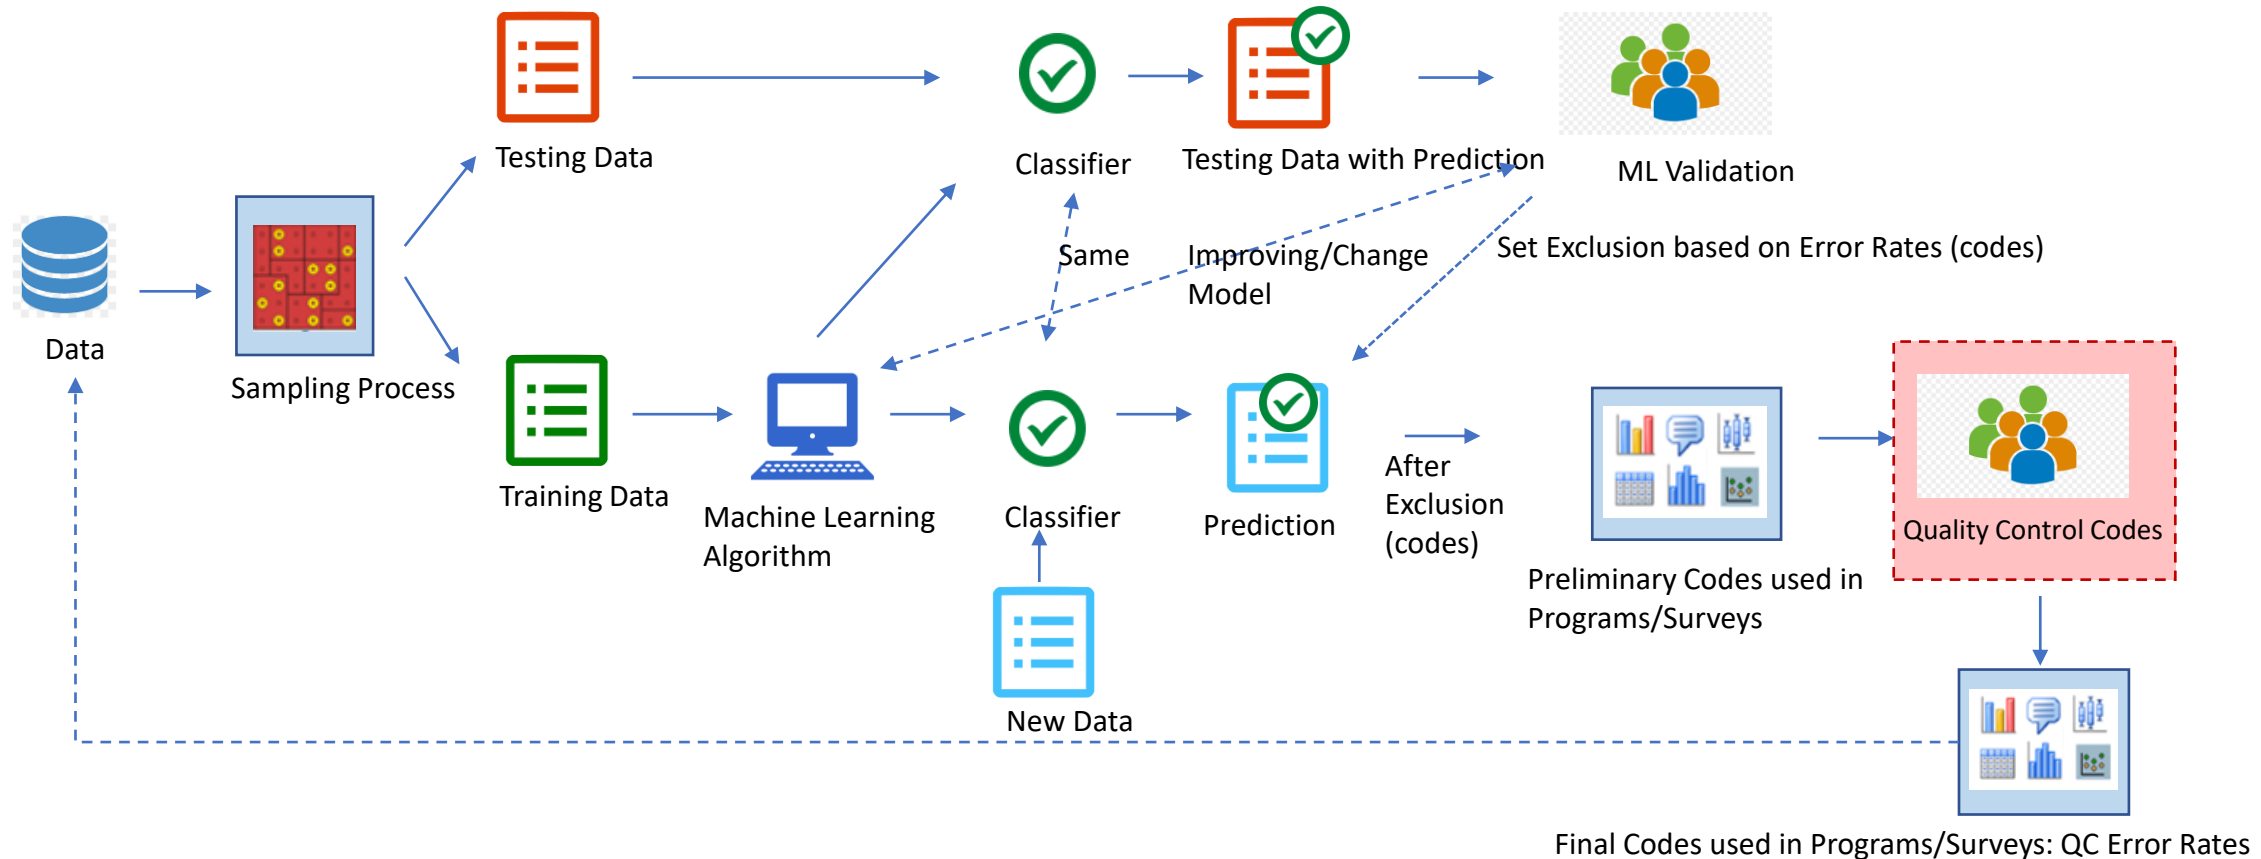 Testing Data
Classifier
Testing Data with Prediction
ML Validation
Data
Sampling Process
Same
Improving/Change
Model
Set Exclusion based on Error Rates (codes)
Training Data
Machine Learning
Algorithm
Classifier
Prediction
After
Exclusion
(codes)
Preliminary Codes used in
Programs/Surveys
Quality Control Codes
New Data
Final Codes used in Programs/Surveys: QC Error Rates